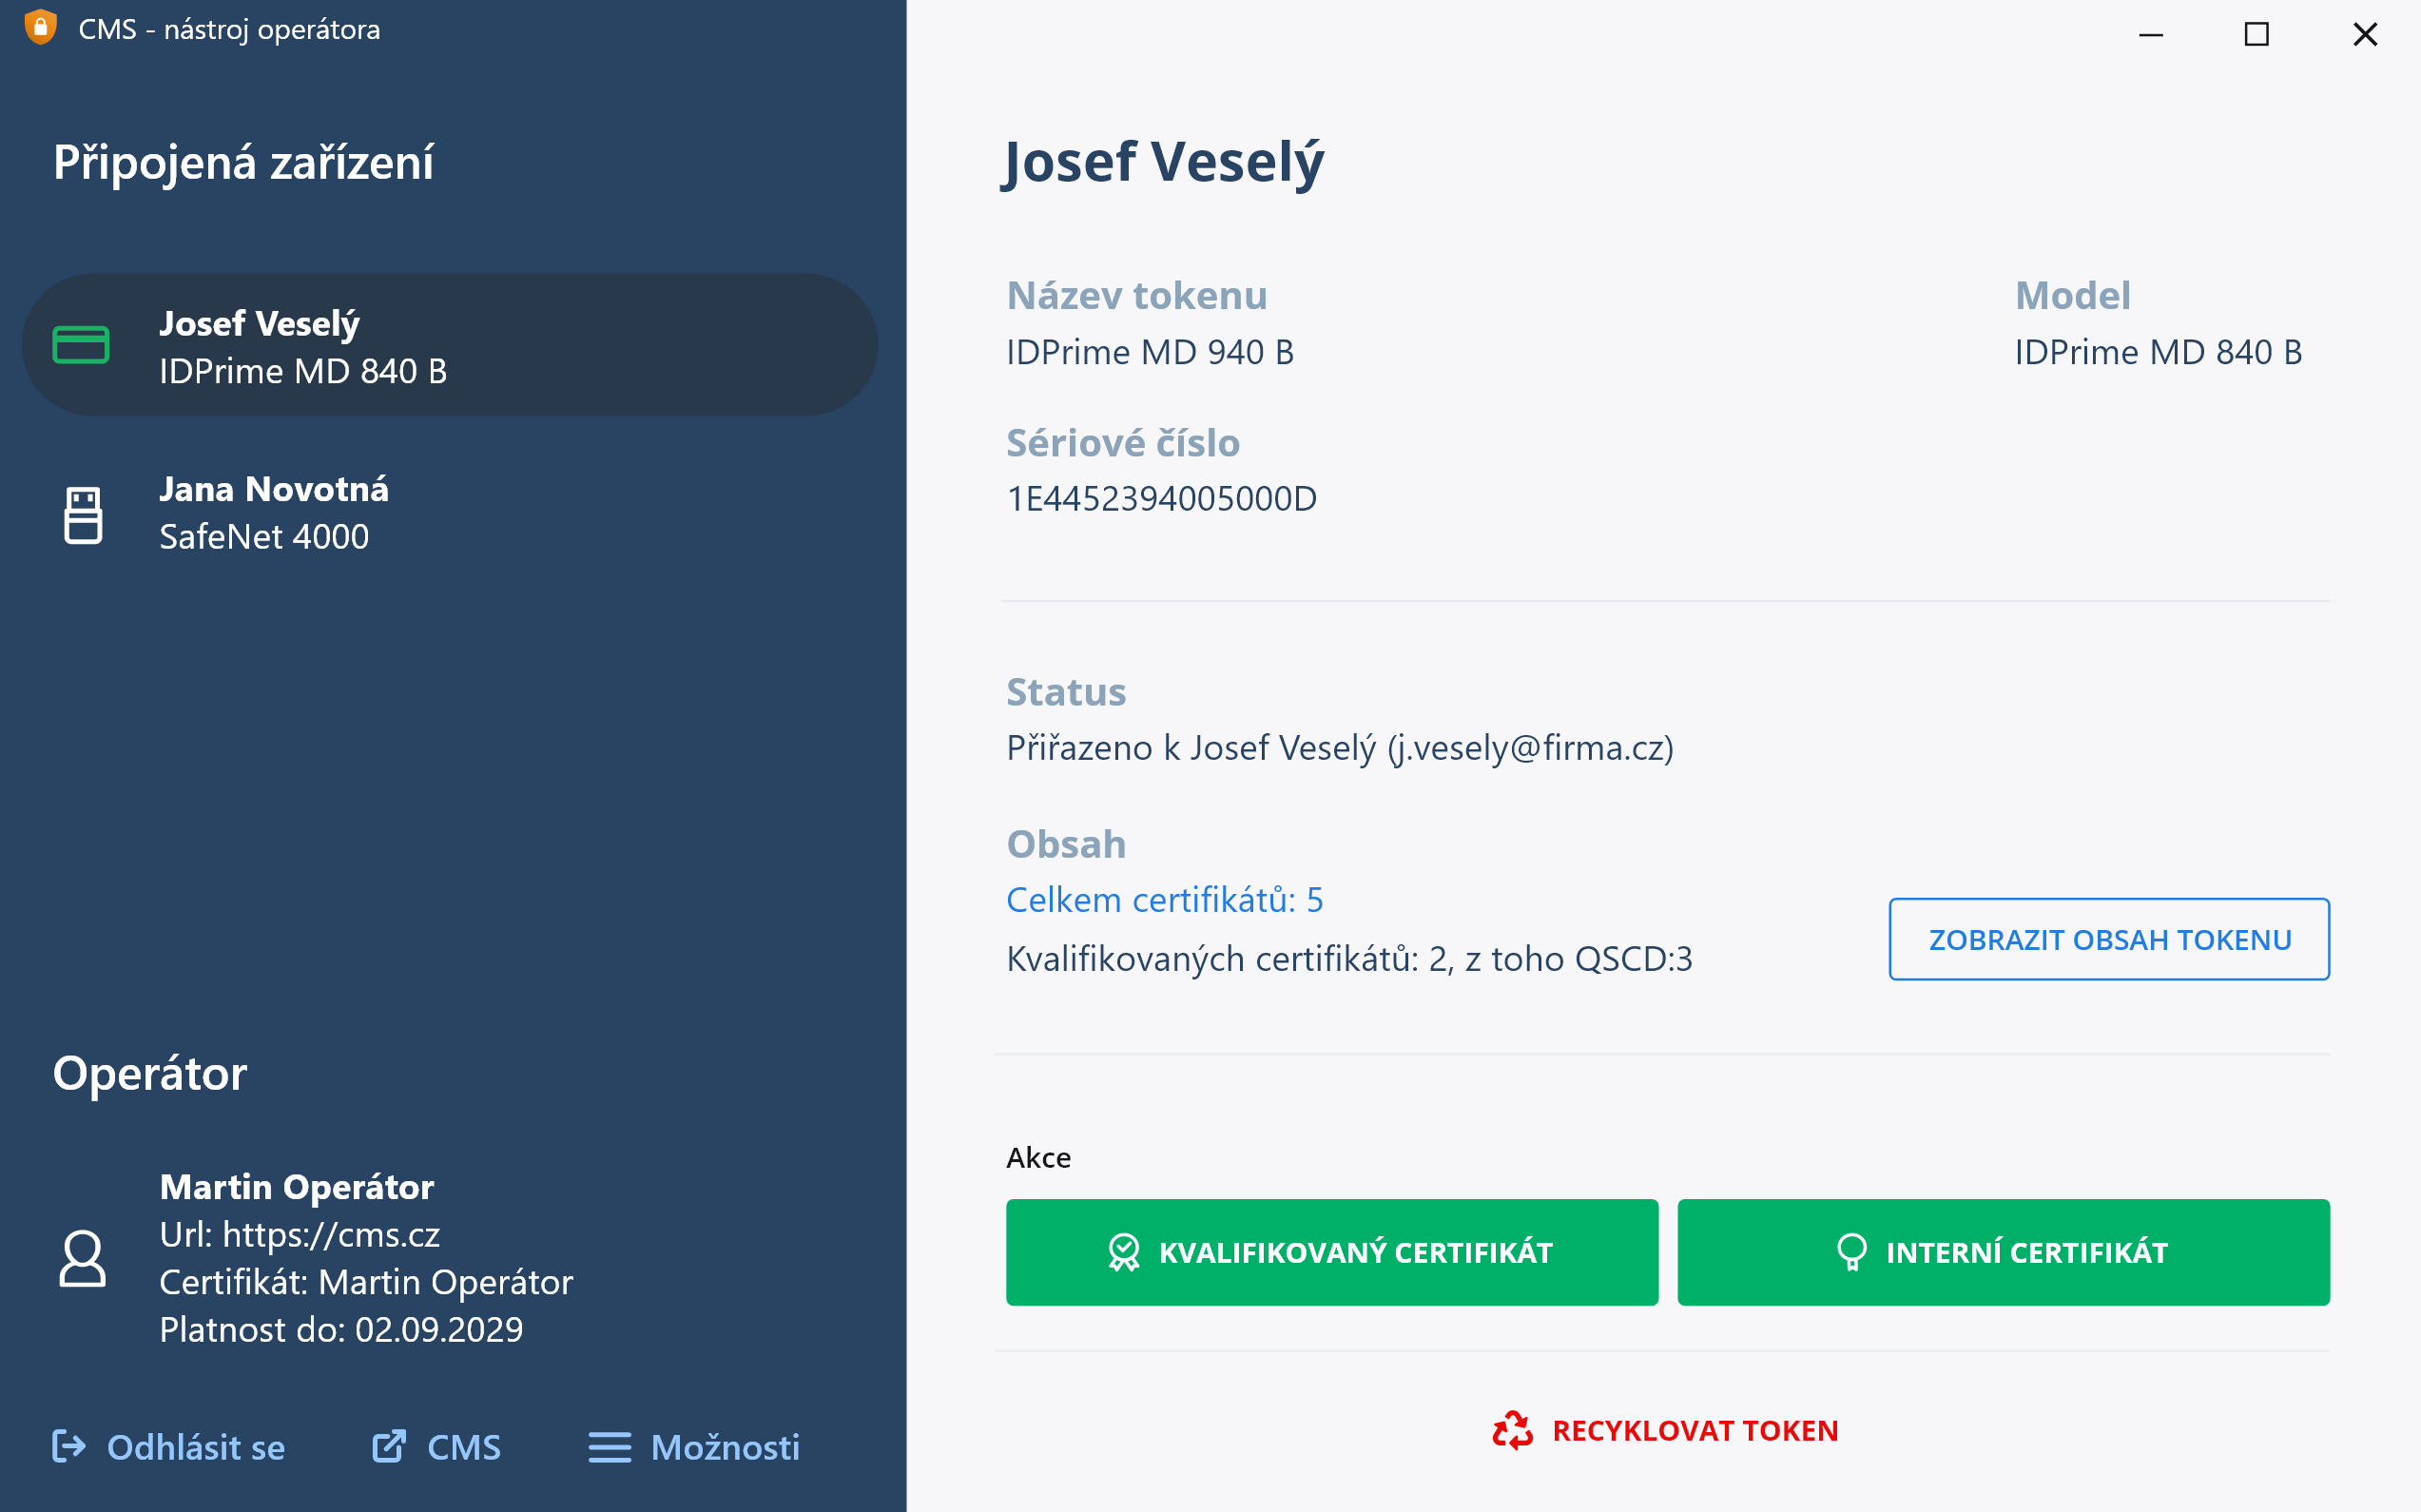 CMS - nástroj operátora
Připojená zařízení
Josef Veselý
IDPrime MD 840 B
Jana Novotná
SafeNet 4000
Operátor
Martin Operátor
Url: https://cms.cz
Certifikát: Martin Operátor
Platnost do: 02.09.2029
Odhlásit se
CMS
Možnosti
Josef Veselý
Název tokenu
IDPrime MD 940 B
Model
IDPrime MD 840 B
Sériové číslo
1E4452394005000D
Status
Přiřazeno k Josef Veselý (j.vesely@firma.cz)
Obsah
Celkem certifikátů: 5
Kvalifikovaných certifikátů: 2, z toho QSCD:3
ZOBRAZIT OBSAH TOKENU
Akce
KVALIFIKOVANÝ CERTIFIKÁT
INTERNÍ CERTIFIKÁT
RECYKLOVAT TOKEN